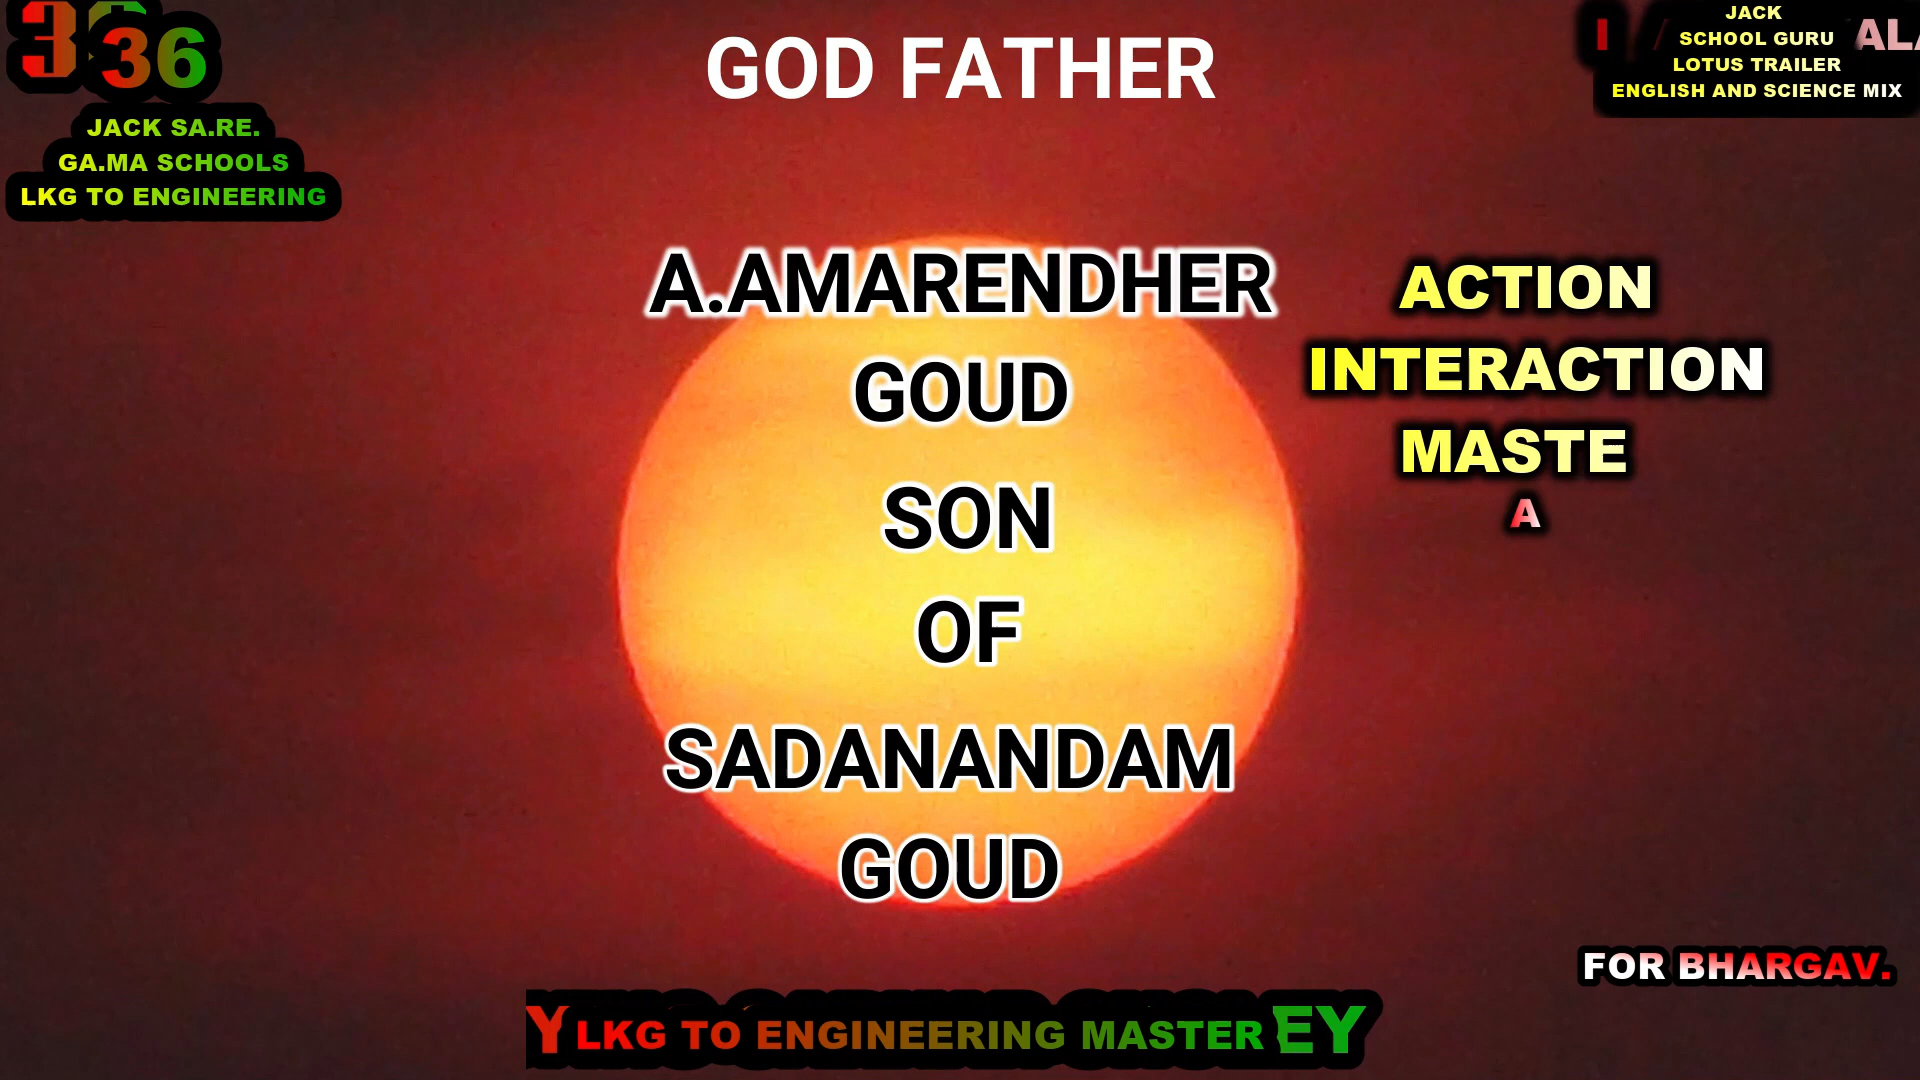 36
JACK SA.RE.
GA.MA SCHOOLS
LKG TO ENGINEERING
GOD FATHER
JACK
SCHOOL GURU
LOTUS TRAILER
ENGLISH AND SCIENCE MIX
A.AMARENDHER
GOUD
SON
OF
SADANANDAM
GOUD
ACTION
INTERACTION
MASTE
A
FOR BHARGAV.
LKG TO ENGINEERING MASTER